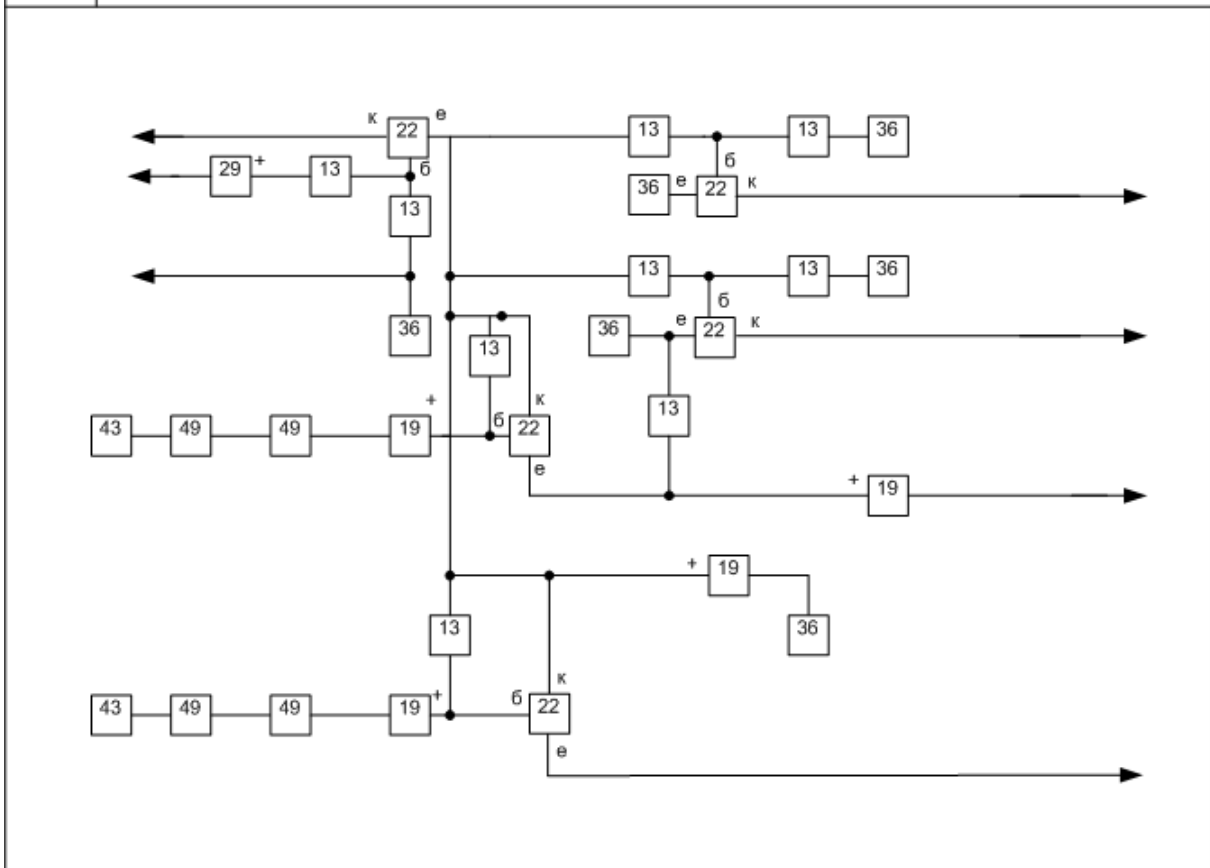 к 22 е 13 13 36
29 + 13 б б
36 е 22 к
13
13 13 36
36 13 б
36 е 22 к
+ к 13
43 49 49 19 б 22
е
+ 19
+ 19
13 36
к
43 49 49 19 + б 22
е